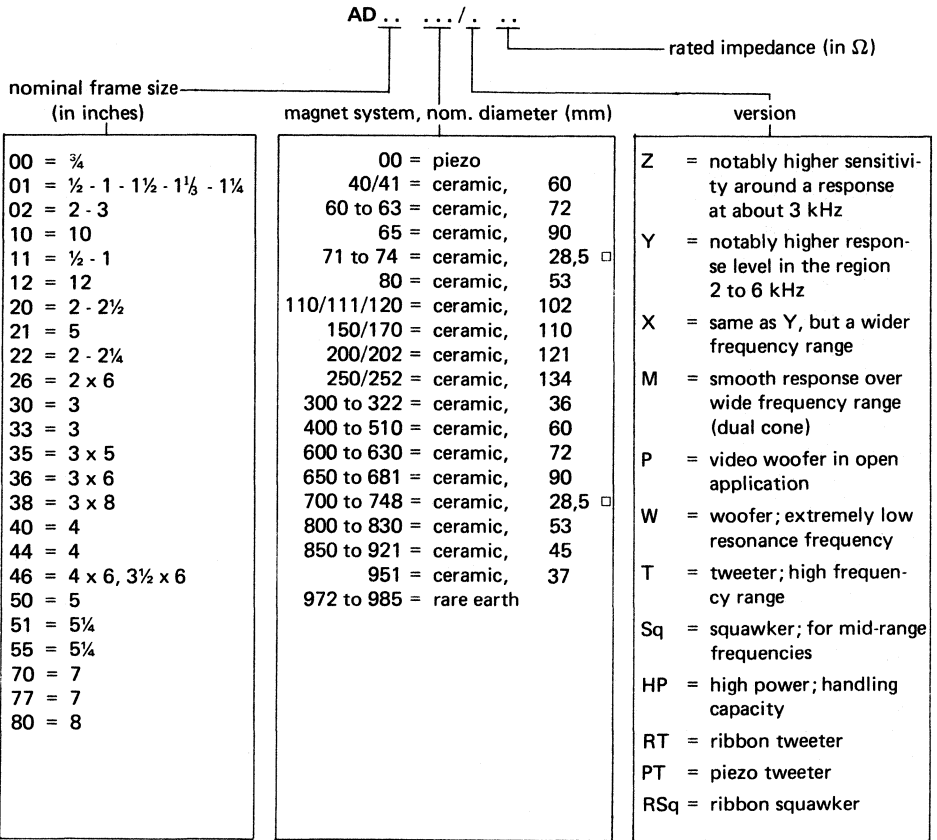 AD .. .../. ..
rated impedance (in Ω)
nominal frame size
(in inches)
magnet system, nom. diameter (mm)
version
00 = ¾
01 = ½ - 1 - 1½ - 1⅓ - 1¼
02 = 2 - 3
10 = 10
11 = ½ - 1
12 = 12
20 = 2 - 2½
21 = 5
22 = 2 - 2¼
26 = 2 x 6
30 = 3
33 = 3
35 = 3 x 5
36 = 3 x 6
38 = 3 x 8
40 = 4
44 = 4
46 = 4 x 6, 3½ x 6
50 = 5
51 = 5¼
55 = 5¼
70 = 7
77 = 7
80 = 8
00 = piezo
40/41 = ceramic, 60
60 to 63 = ceramic, 72
65 = ceramic, 90
71 to 74 = ceramic, 28,5 □
80 = ceramic, 53
110/111/120 = ceramic, 102
150/170 = ceramic, 110
200/202 = ceramic, 121
250/252 = ceramic, 134
300 to 322 = ceramic, 36
400 to 510 = ceramic, 60
600 to 630 = ceramic, 72
650 to 681 = ceramic, 90
700 to 748 = ceramic, 28,5 □
800 to 830 = ceramic, 53
850 to 921 = ceramic, 45
951 = ceramic, 37
972 to 985 = rare earth
Z = notably higher sensitivi-
ty around a response
at about 3 kHz
Y = notably higher respon-
se level in the region
2 to 6 kHz
X = same as Y, but a wider
frequency range
M = smooth response over
wide frequency range
(dual cone)
P = video woofer in open
application
W = woofer; extremely low
resonance frequency
T = tweeter; high frequen-
cy range
Sq = squawker; for mid-range
frequencies
HP = high power; handling
capacity
RT = ribbon tweeter
PT = piezo tweeter
RSq = ribbon squawker